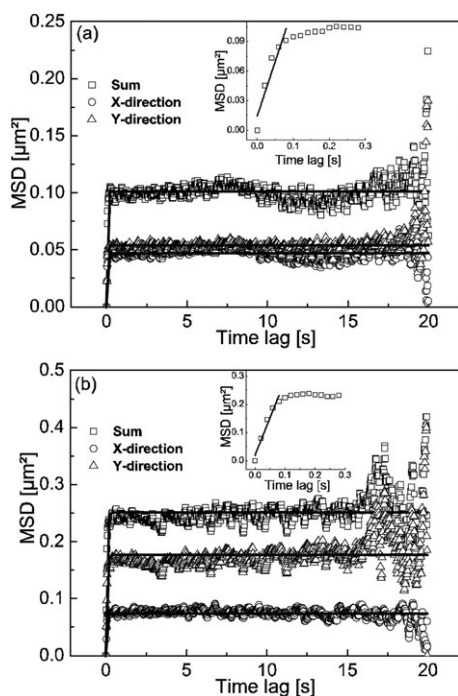 (a)
0.25
0.20
0.15
0.10
0.05
0.00
MSD [µm²]
Sum
X-direction
Y-direction
0.09
0.06
0.03
0.00
MSD [µm²]
0.0 0.2 0.4
Time lag [s]
0 5 10 15 20
Time lag [s]
(b)
0.5
0.4
0.3
0.2
0.1
0.0
MSD [µm²]
Sum
X-direction
Y-direction
0.3
0.2
0.1
0.0
MSD [µm²]
0.0 0.1 0.2 0.3
Time lag [s]
0 5 10 15 20
Time lag [s]